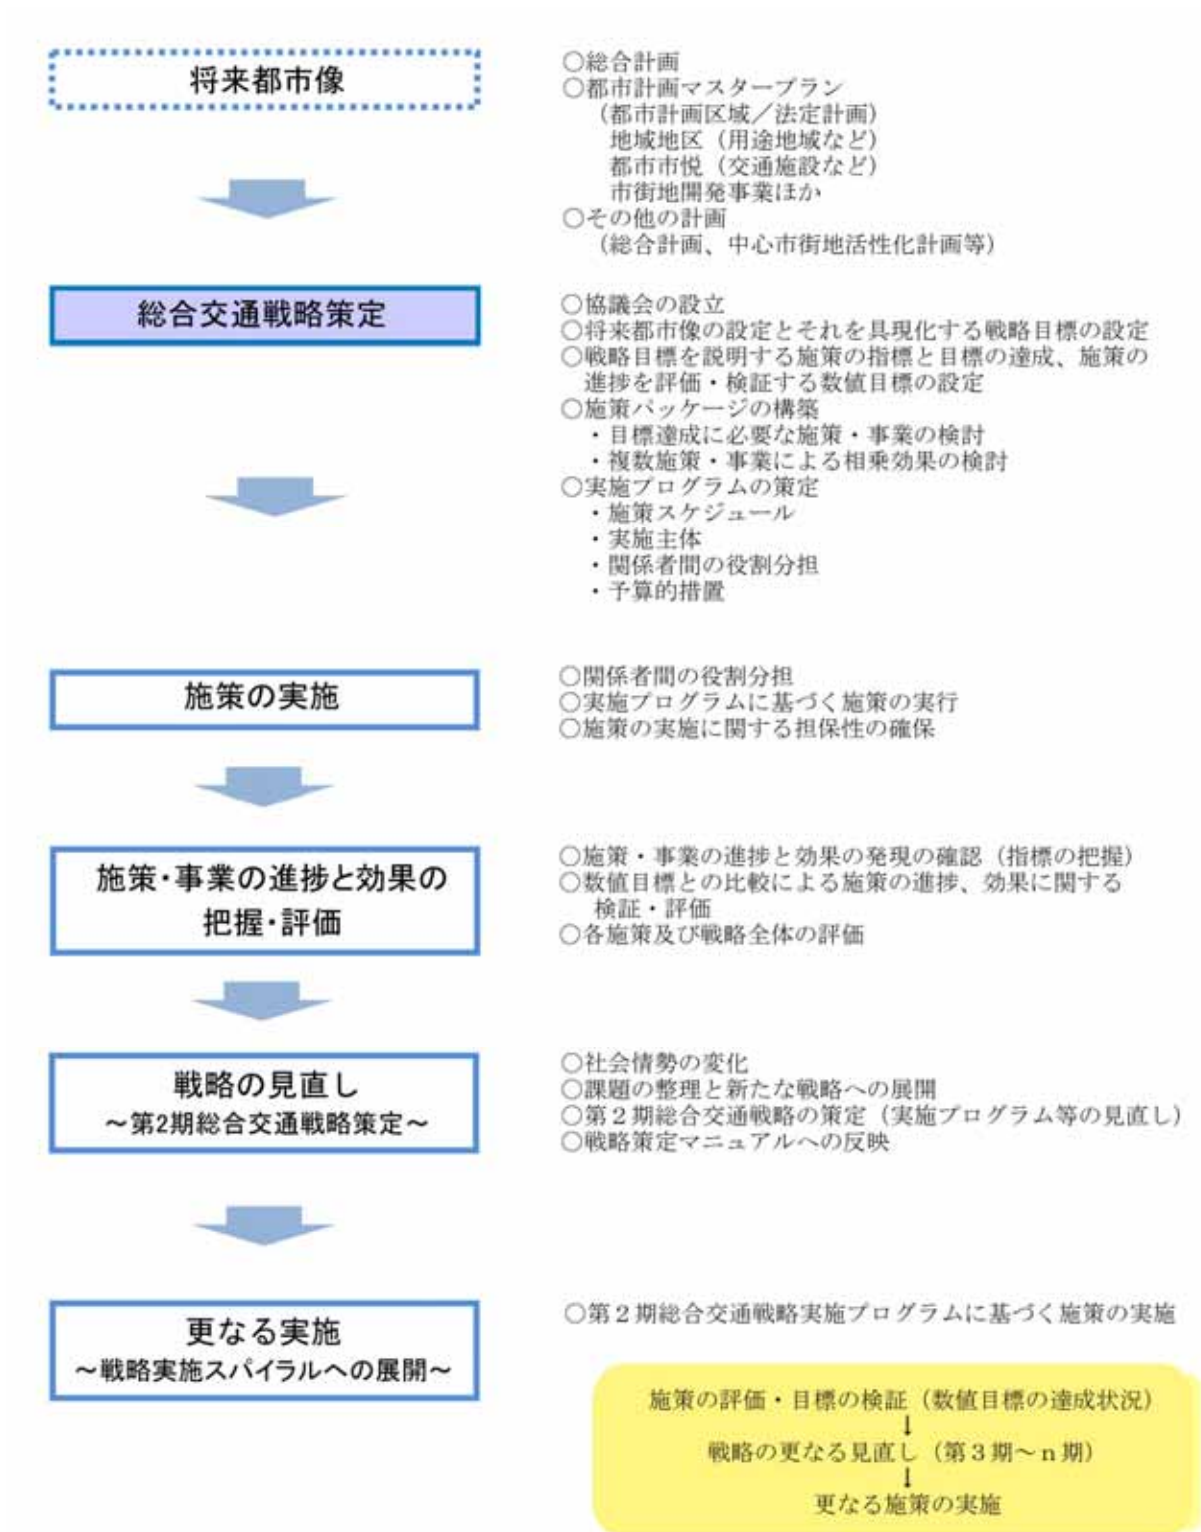 将来都市像
○総合計画
○都市計画マスタープラン
（都市計画区域／法定計画）
地域地区（用途地域など）
都市市悦（交通施設など）
市街地開発事業ほか
○その他の計画
（総合計画、中心市街地活性化計画等）
総合交通戦略策定
○協議会の設立
○将来都市像の設定とそれを具現化する戦略目標の設定
○戦略目標を説明する施策の指標と目標の達成、施策の
進捗を評価・検証する数値目標の設定
○施策パッケージの構築
・目標達成に必要な施策・事業の検討
・複数施策・事業による相乗効果の検討
○実施プログラムの策定
・施策スケジュール
・実施主体
・関係者間の役割分担
・予算的措置
施策の実施
○関係者間の役割分担
○実施プログラムに基づく施策の実行
○施策の実施に関する担保性の確保
施策・事業の進捗と効果の
把握・評価
○施策・事業の進捗と効果の発現の確認（指標の把握）
○数値目標との比較による施策の進捗、効果に関する
検証・評価
○各施策及び戦略全体の評価
戦略の見直し
～第2期総合交通戦略策定～
○社会情勢の変化
○課題の整理と新たな戦略への展開
○第２期総合交通戦略の策定（実施プログラム等の見直し）
○戦略策定マニュアルへの反映
更なる実施
～戦略実施スパイラルへの展開～
○第２期総合交通戦略実施プログラムに基づく施策の実施
施策の評価・目標の検証（数値目標の達成状況）
↓
戦略の更なる見直し（第３期～ｎ期）
↓
更なる施策の実施